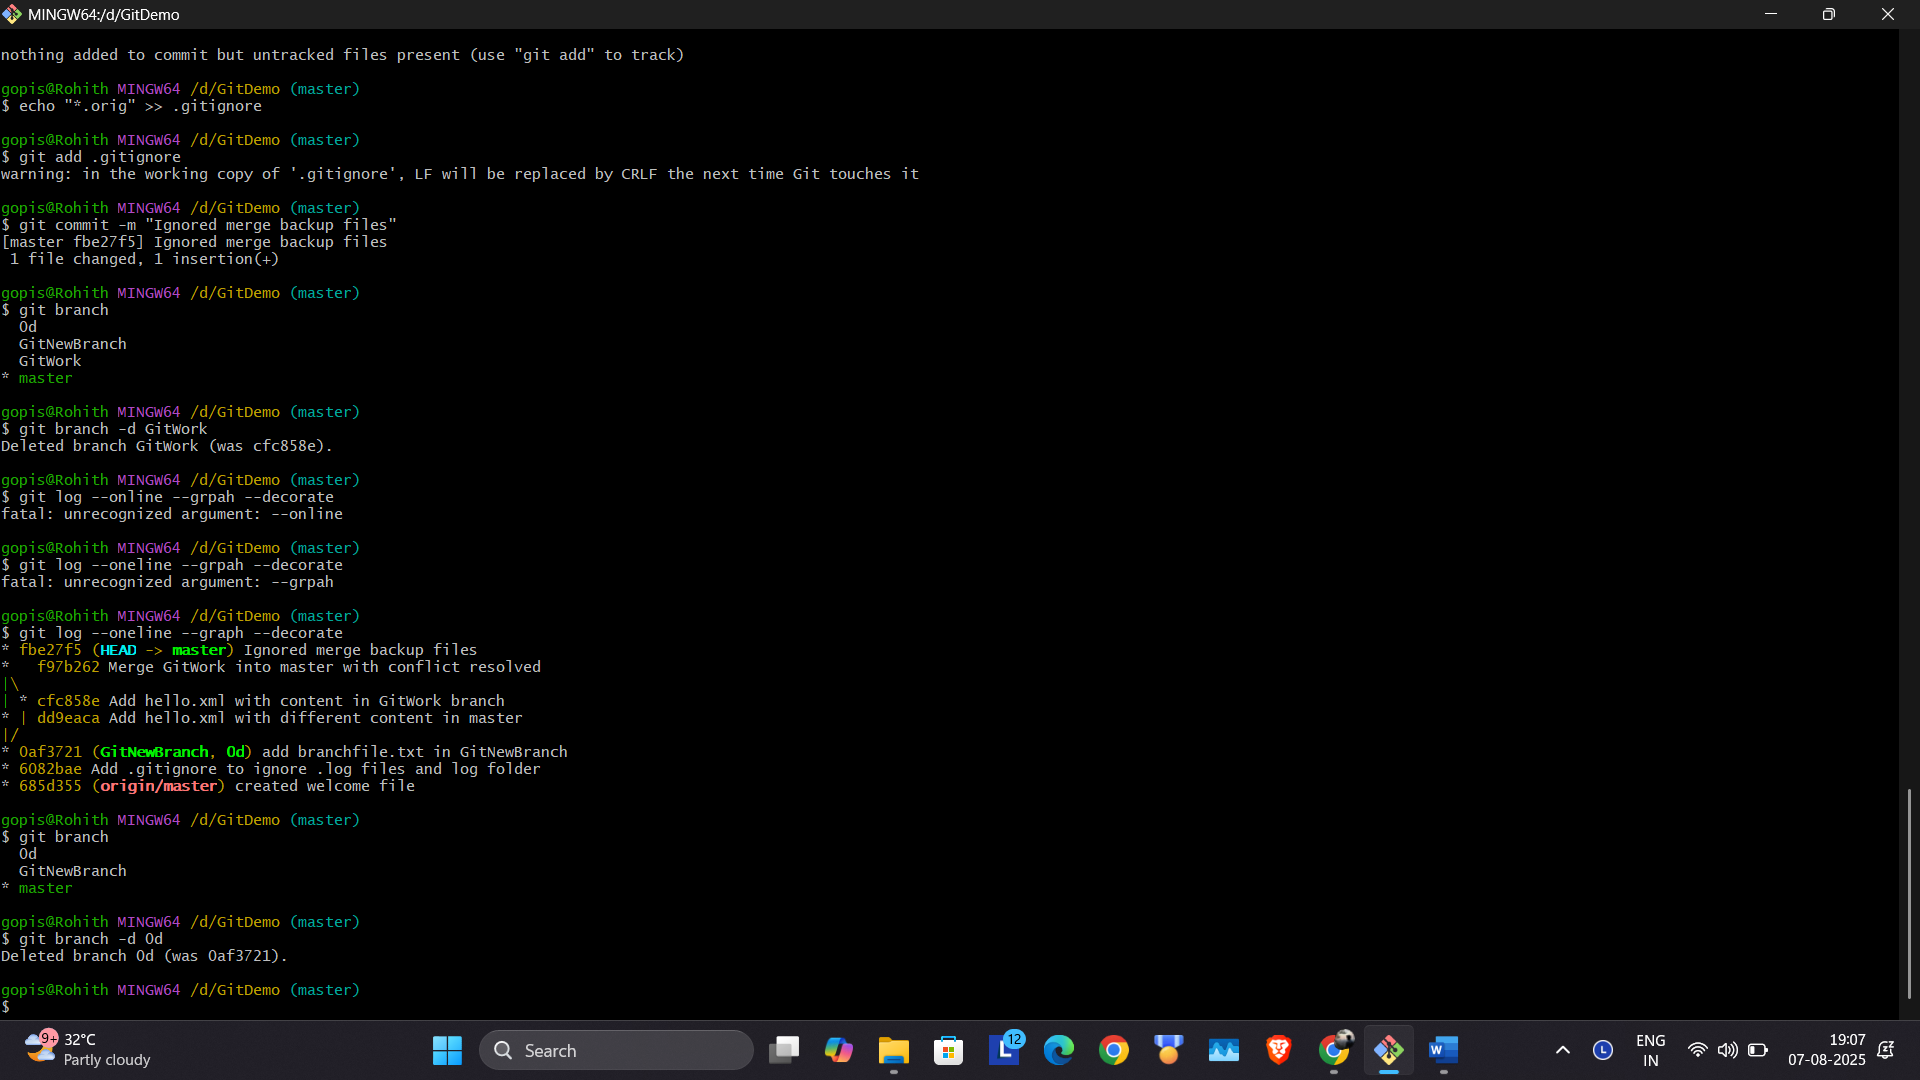 MINGW64:/d/GitDemo
nothing added to commit but untracked files present (use "git add" to track)
gopis@Rohith MINGW64 /d/GitDemo (master)
$ echo "*.orig" >> .gitignore
gopis@Rohith MINGW64 /d/GitDemo (master)
$ git add .gitignore
warning: in the working copy of '.gitignore', LF will be replaced by CRLF the next time Git touches it
gopis@Rohith MINGW64 /d/GitDemo (master)
$ git commit -m "Ignored merge backup files"
[master fbe27f5] Ignored merge backup files
 1 file changed, 1 insertion(+)
gopis@Rohith MINGW64 /d/GitDemo (master)
$ git branch
  Od
  GitNewBranch
  GitWork
* master
gopis@Rohith MINGW64 /d/GitDemo (master)
$ git branch -d GitWork
Deleted branch GitWork (was cfc858e).
gopis@Rohith MINGW64 /d/GitDemo (master)
$ git log --online --grpah --decorate
fatal: unrecognized argument: --online
gopis@Rohith MINGW64 /d/GitDemo (master)
$ git log --oneline --grpah --decorate
fatal: unrecognized argument: --grpah
gopis@Rohith MINGW64 /d/GitDemo (master)
$ git log --oneline --graph --decorate
* fbe27f5 (HEAD -> master) Ignored merge backup files
*   f97b262 Merge GitWork into master with conflict resolved
|\
| * cfc858e Add hello.xml with content in GitWork branch
* | dd9eaca Add hello.xml with different content in master
|/
* 0af3721 (GitNewBranch, Od) add branchfile.txt in GitNewBranch
* 6082bae Add .gitignore to ignore .log files and log folder
* 685d355 (origin/master) created welcome file
gopis@Rohith MINGW64 /d/GitDemo (master)
$ git branch
  Od
  GitNewBranch
* master
gopis@Rohith MINGW64 /d/GitDemo (master)
$ git branch -d Od
Deleted branch Od (was 0af3721).
gopis@Rohith MINGW64 /d/GitDemo (master)
$
9+
32°C
Partly cloudy
Search
L
12
W
L
ENG
IN
19:07
07-08-2025